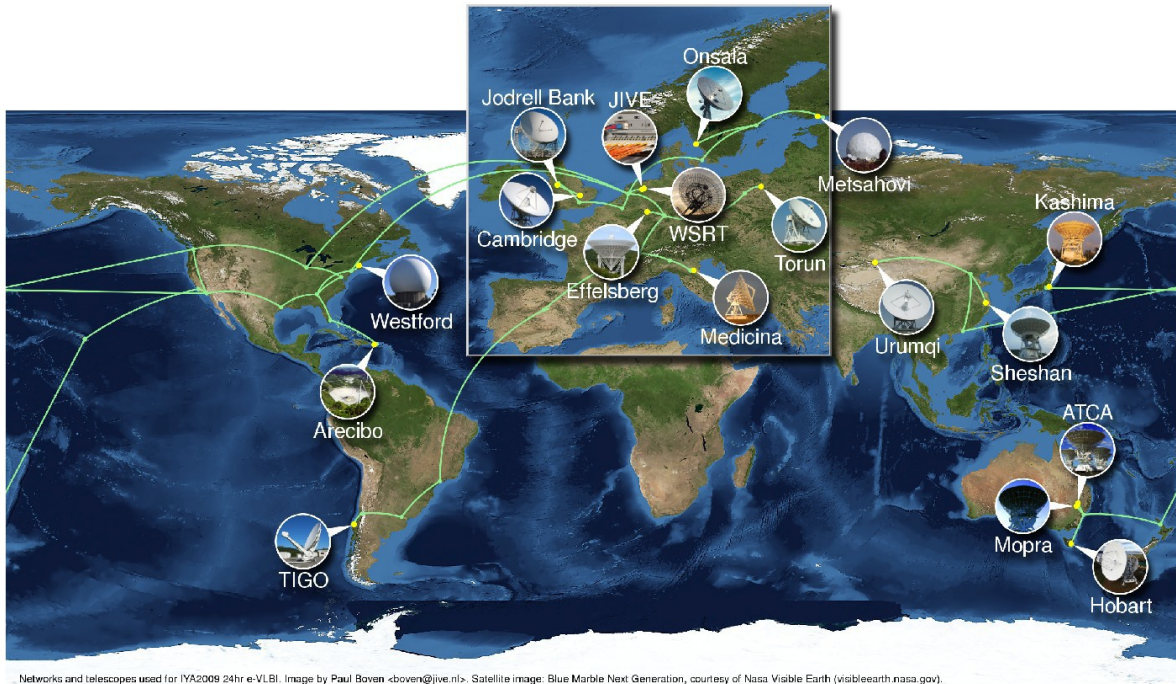 Onsala
Jodrell Bank
JIVE
Metsahovi
Kashima
Cambridge
WSRT
Torun
Effelsberg
Medicina
Westford
Urumqi
Sheshan
Arecibo
ATCA
Mopra
TIGO
Hobart
Networks and telescopes used for IYA2009 24hr e-VLBI. Image by Paul Boven <boven@jive.nl>. Satellite image: Blue Marble Next Generation, courtesy of Nasa Visible Earth (visibleearth.nasa.gov).